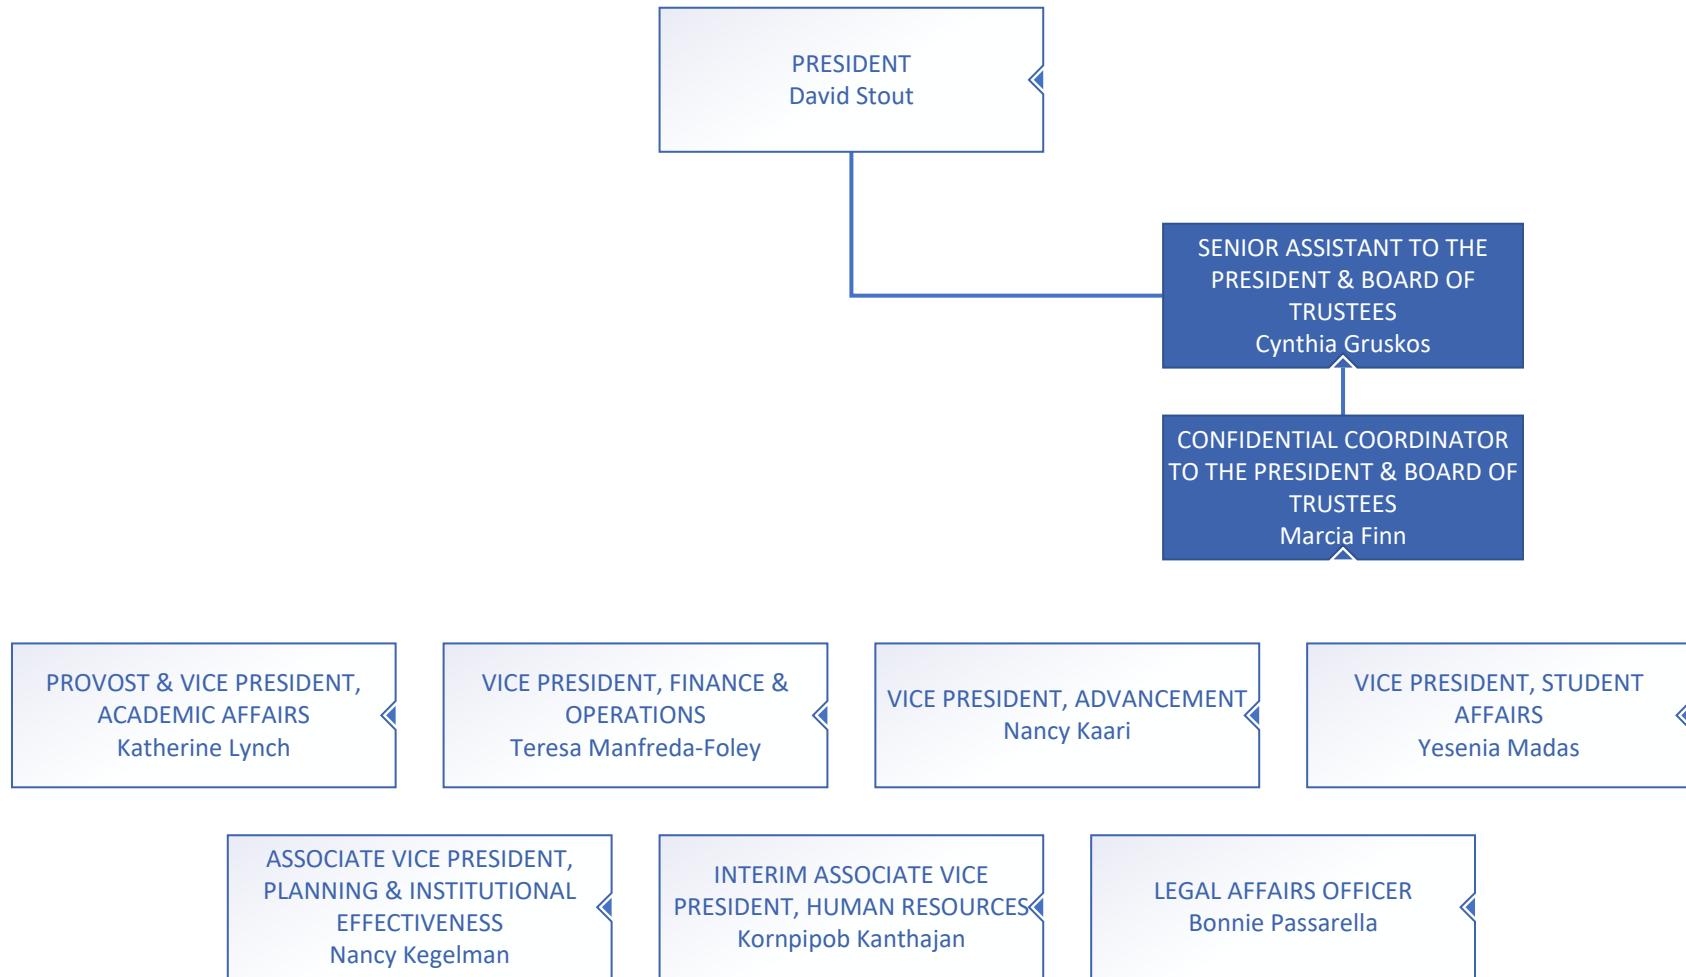 PRESIDENT
David Stout
SENIOR ASSISTANT TO THE
PRESIDENT & BOARD OF
TRUSTEES
Cynthia Gruskos
CONFIDENTIAL COORDINATOR
TO THE PRESIDENT & BOARD OF
TRUSTEES
Marcia Finn
PROVOST & VICE PRESIDENT,
ACADEMIC AFFAIRS
Katherine Lynch
VICE PRESIDENT, FINANCE &
OPERATIONS
Teresa Manfreda-Foley
VICE PRESIDENT, ADVANCEMENT
Nancy Kaari
VICE PRESIDENT, STUDENT
AFFAIRS
Yesenia Madas
ASSOCIATE VICE PRESIDENT,
PLANNING & INSTITUTIONAL
EFFECTIVENESS
Nancy Kegelman
INTERIM ASSOCIATE VICE
PRESIDENT, HUMAN RESOURCES
Kornpipob Kanthajan
LEGAL AFFAIRS OFFICER
Bonnie Passarella